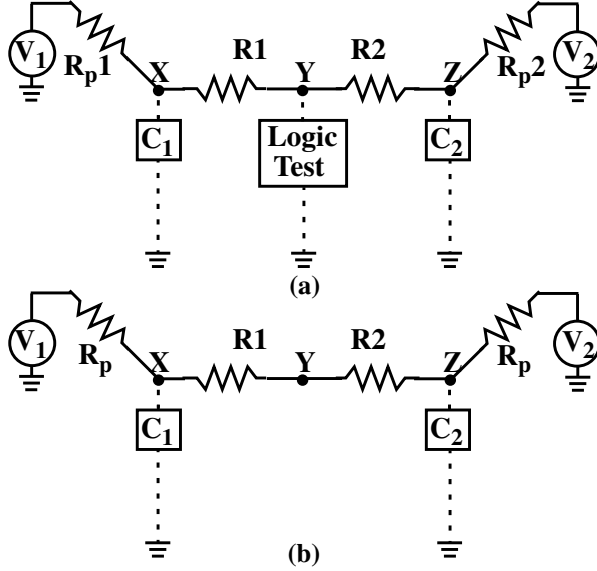 V1 Rp1 X R1 Y R2 Z Rp2 V2
C1 Logic Test C2
(a)
V1 Rp X R1 Y R2 Z Rp V2
C1 C2
(b)